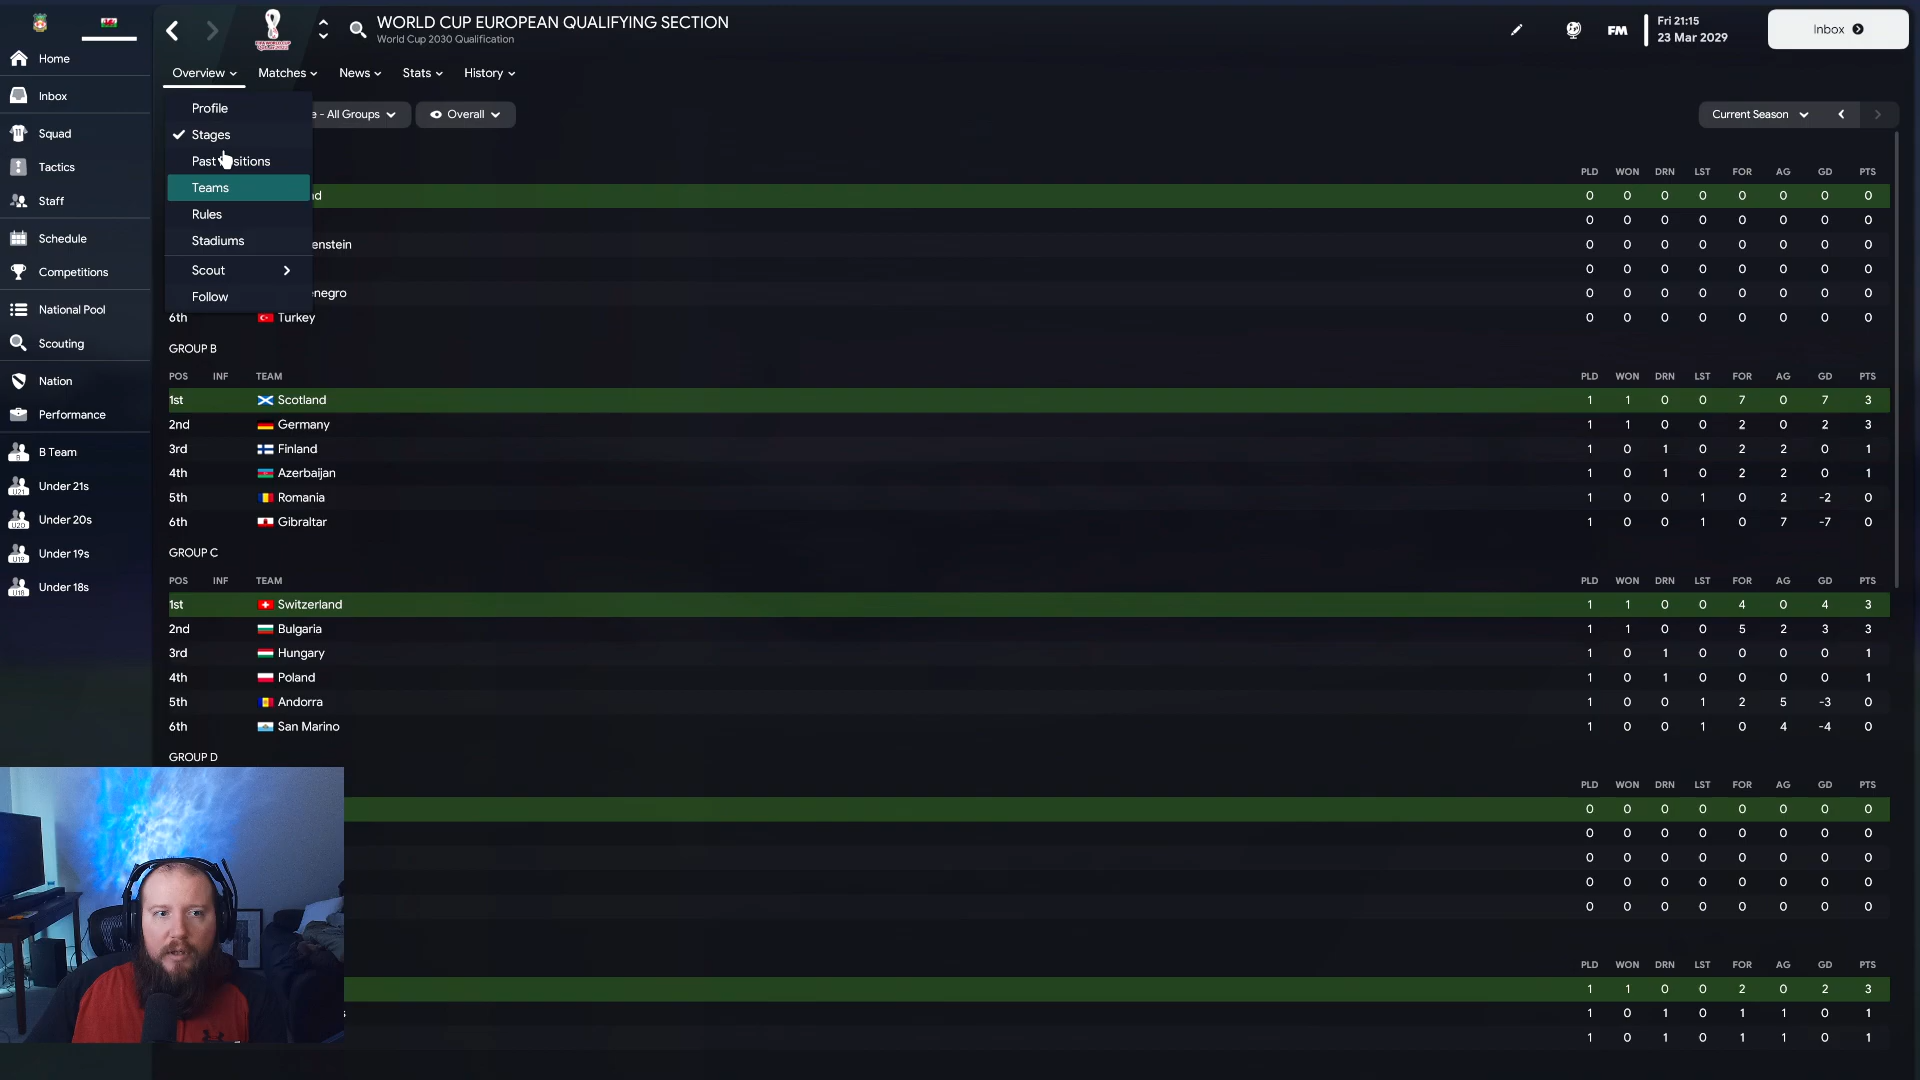 WORLD CUP EUROPEAN QUALIFYING SECTION
World Cup 2030 Qualification
FM
Fri 21:15
23 Mar 2029
Inbox
Home
Inbox
Squad
Tactics
Staff
Schedule
Competitions
National Pool
Scouting
Nation
Performance
B Team
Under 21s
Under 20s
Under 19s
Under 18s
Overview Matches News Stats History
Profile
Stages
Teams
Rules
Stadiums
Scout
Follow
- All Groups Overall Current Season
PLD WON DRN LST FOR AG GD PTS
0 0 0 0 0 0 0 0
0 0 0 0 0 0 0 0
0 0 0 0 0 0 0 0
0 0 0 0 0 0 0 0
0 0 0 0 0 0 0 0
6th Turkey 0 0 0 0 0 0 0 0
GROUP B
POS INF TEAM PLD WON DRN LST FOR AG GD PTS
1st Scotland 1 1 0 0 7 0 7 3
2nd Germany 1 1 0 0 2 0 2 3
3rd Finland 1 0 1 0 2 2 0 1
4th Azerbaijan 1 0 1 0 2 2 0 1
5th Romania 1 0 0 1 0 2 -2 0
6th Gibraltar 1 0 0 1 0 7 -7 0
GROUP C
POS INF TEAM PLD WON DRN LST FOR AG GD PTS
1st Switzerland 1 1 0 0 4 0 4 3
2nd Bulgaria 1 1 0 0 5 2 3 3
3rd Hungary 1 0 1 0 0 0 0 1
4th Poland 1 0 1 0 0 0 0 1
5th Andorra 1 0 0 1 2 5 -3 0
6th San Marino 1 0 0 1 0 4 -4 0
GROUP D
PLD WON DRN LST FOR AG GD PTS
0 0 0 0 0 0 0 0
0 0 0 0 0 0 0 0
0 0 0 0 0 0 0 0
0 0 0 0 0 0 0 0
0 0 0 0 0 0 0 0
PLD WON DRN LST FOR AG GD PTS
1 1 0 0 2 0 2 3
1 0 1 0 1 1 0 1
1 0 1 0 1 1 0 1